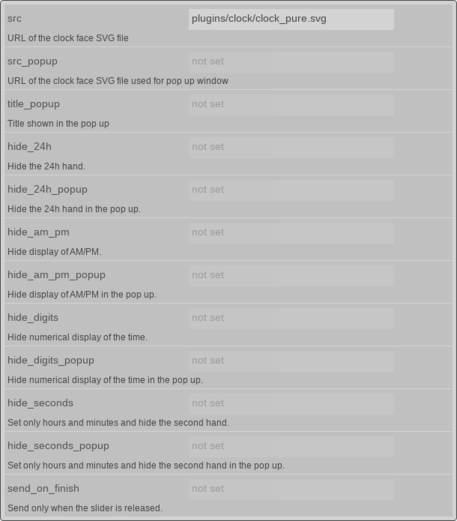 src plugins/clock/clock_pure.svg
URL of the clock face SVG file
src_popup not set
URL of the clock face SVG file used for pop up window
title_popup not set
Title shown in the pop up
hide_24h not set
Hide the 24h hand.
hide_24h_popup not set
Hide the 24h hand in the pop up.
hide_am_pm not set
Hide display of AM/PM.
hide_am_pm_popup not set
Hide display of AM/PM in the pop up.
hide_digits not set
Hide numerical display of the time.
hide_digits_popup not set
Hide numerical display of the time in the pop up.
hide_seconds not set
Set only hours and minutes and hide the second hand.
hide_seconds_popup not set
Set only hours and minutes and hide the second hand in the pop up.
send_on_finish not set
Send only when the slider is released.